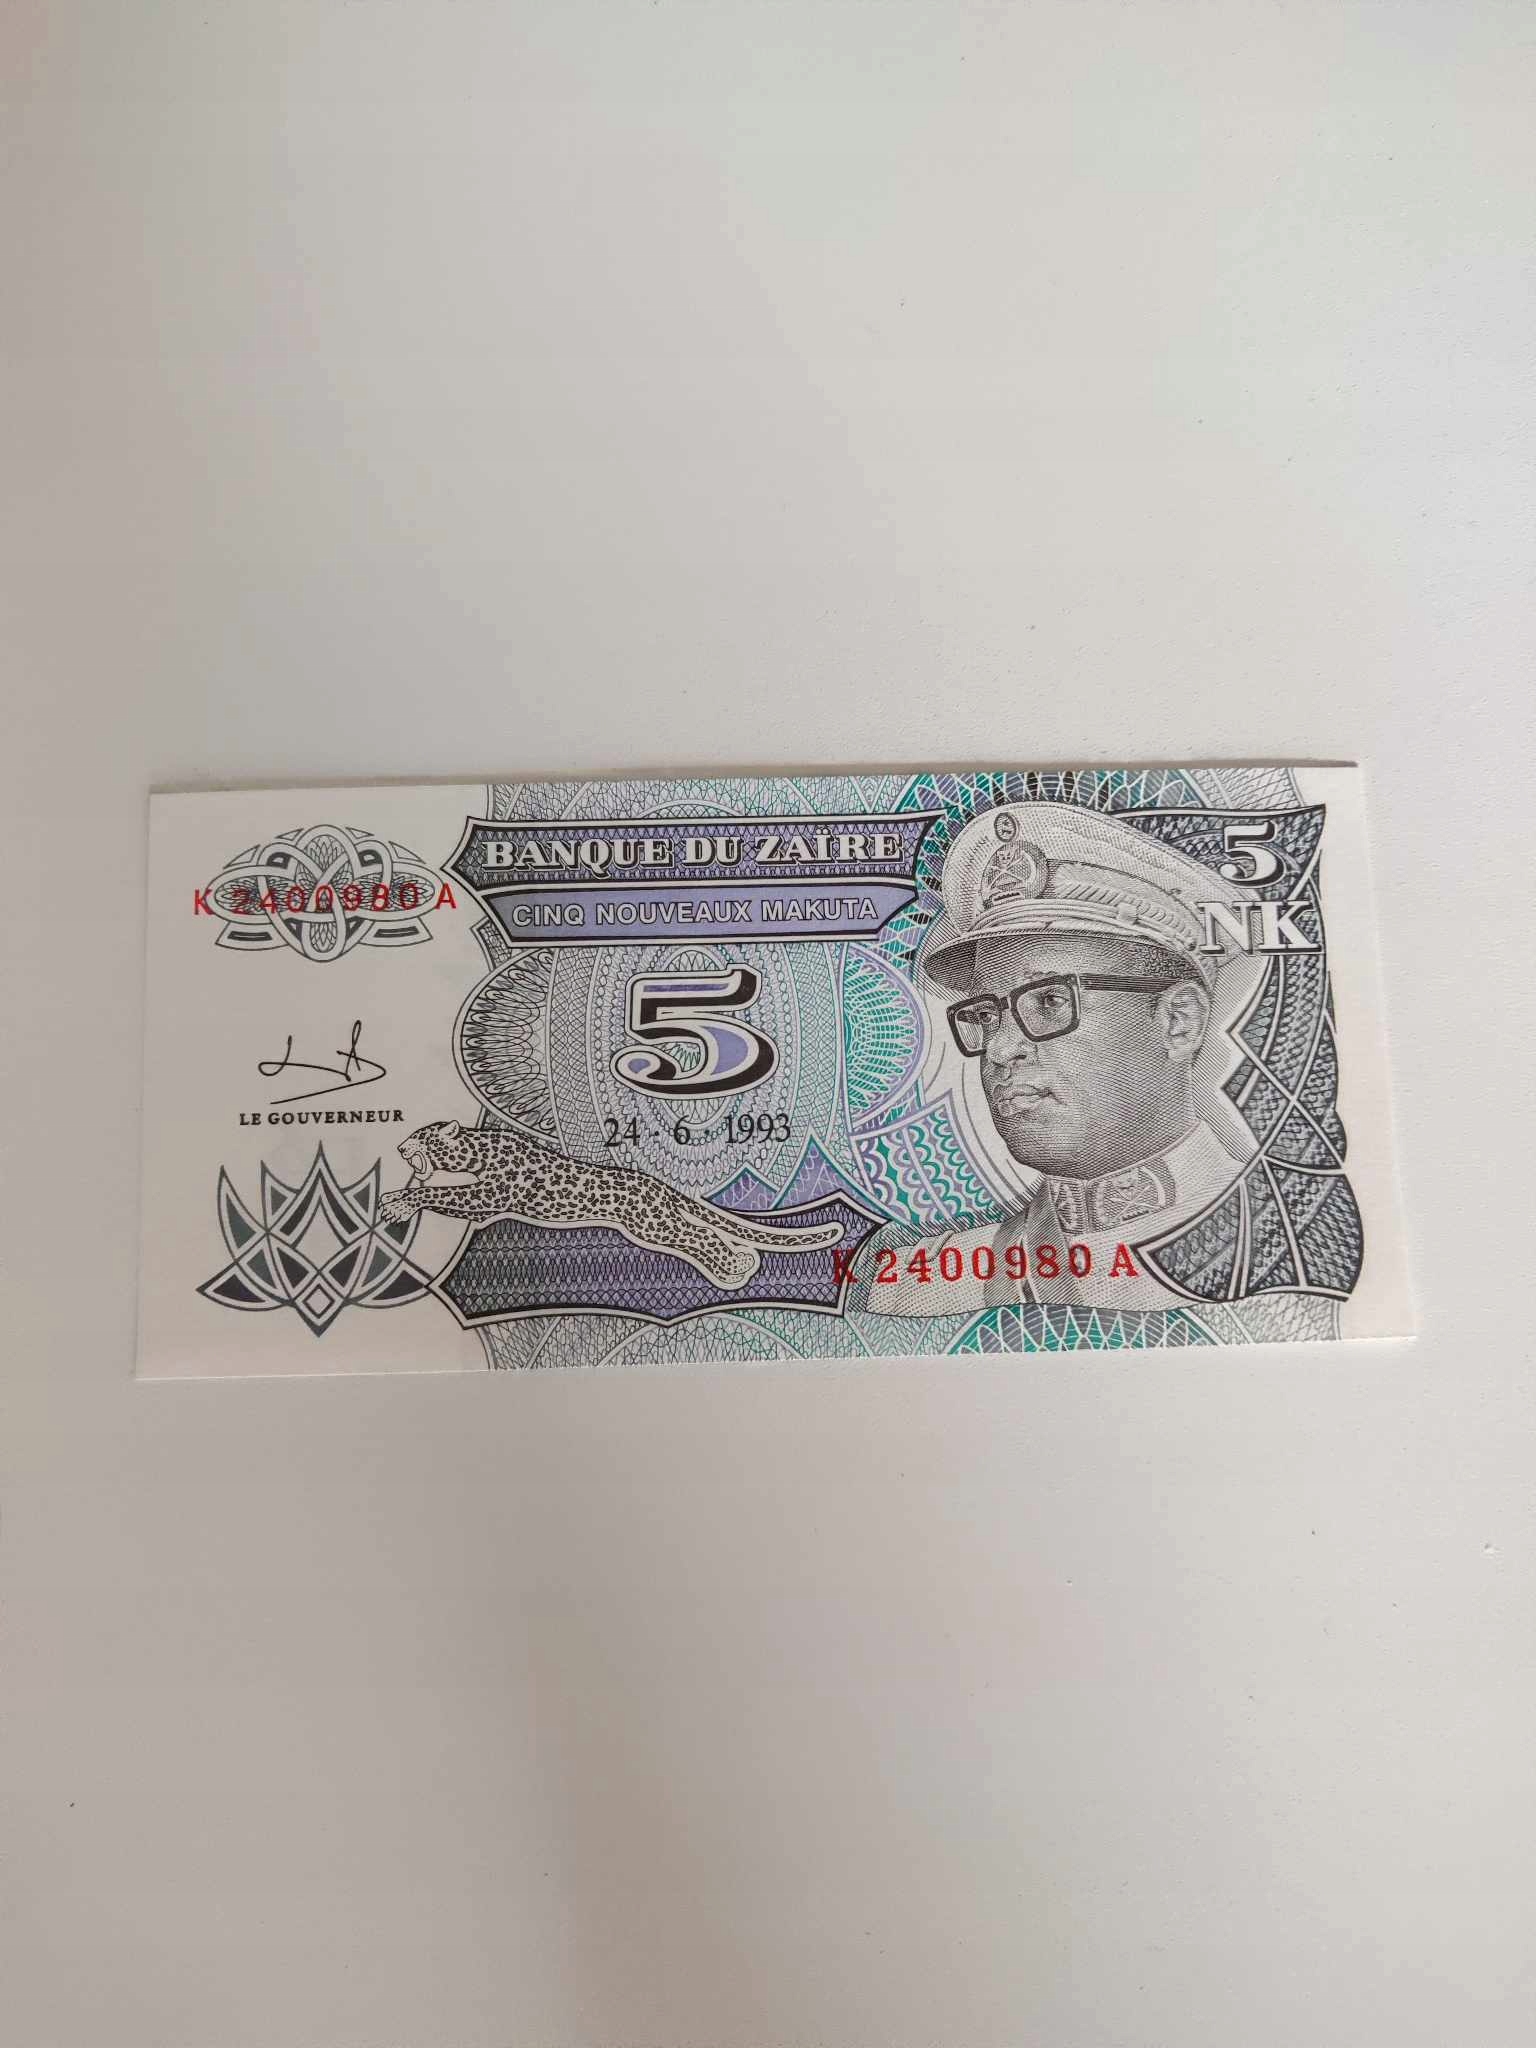 BANQUE DU ZAÏRE
CINQ NOUVEAUX MAKUTA
5
NK
K 2400980 A
5
LE GOUVERNEUR
24 . 6 . 1993
K 2400980 A